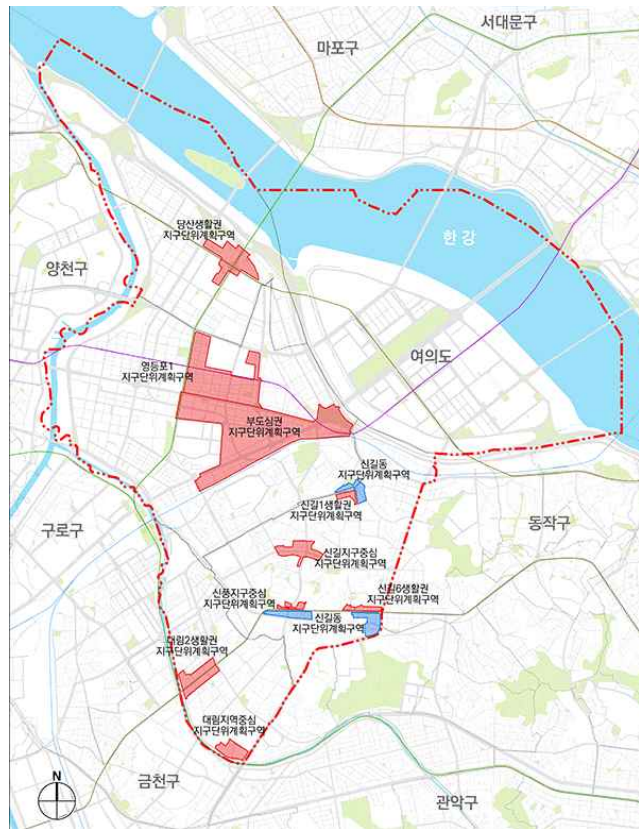 서대문구
마포구
당산생활권
지구단위계획구역
한 강
양천구
여의도
영등포1
지구단위계획구역
부도심권
지구단위계획구역
신길동
지구단위계획구역
신길1생활권
지구단위계획구역
구로구
동작구
신길지구중심
지구단위계획구역
신풍지구중심
지구단위계획구역
신길6생활권
지구단위계획구역
신길동
지구단위계획구역
대림2생활권
지구단위계획구역
대림지역중심
지구단위계획구역
N
금천구
관악구